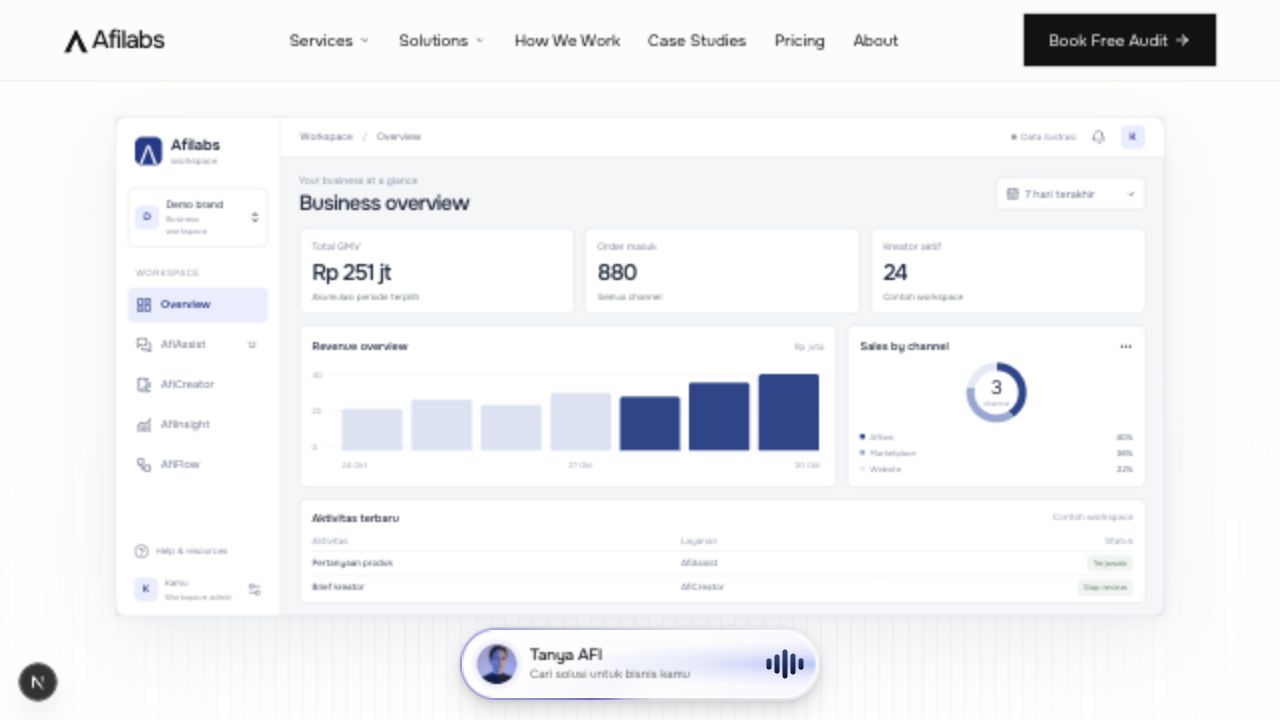 Afilabs
Services
Solutions
How We Work
Case Studies
Pricing
About
Book Free Audit →
Afilabs
workspace
Workspace / Overview
Data ilustrasi
K
D
Demo brand
Business
workspace
Your business at a glance
Business overview
7 hari terakhir
WORKSPACE
Overview
AfiAssist
12
AfiCreator
AfiInsight
AfiFlow
Total GMV
Rp 251 jt
Akumulasi periode terpilih
Order masuk
880
Semua channel
Kreator aktif
24
Contoh workspace
Revenue overview
Rp juta
20
0
24 Okt
27 Okt
30 Okt
Sales by channel
3
channel
Marketplace
Website
22%
Aktivitas terbaru
Contoh workspace
Aktivitas
Layanan
Status
Pertanyaan produk
AfiAssist
Terjawab
Brief kreator
AfiCreator
Siap review
Help & resources
K
Kamu
Workspace admin
Tanya AFI
Cari solusi untuk bisnis kamu
N